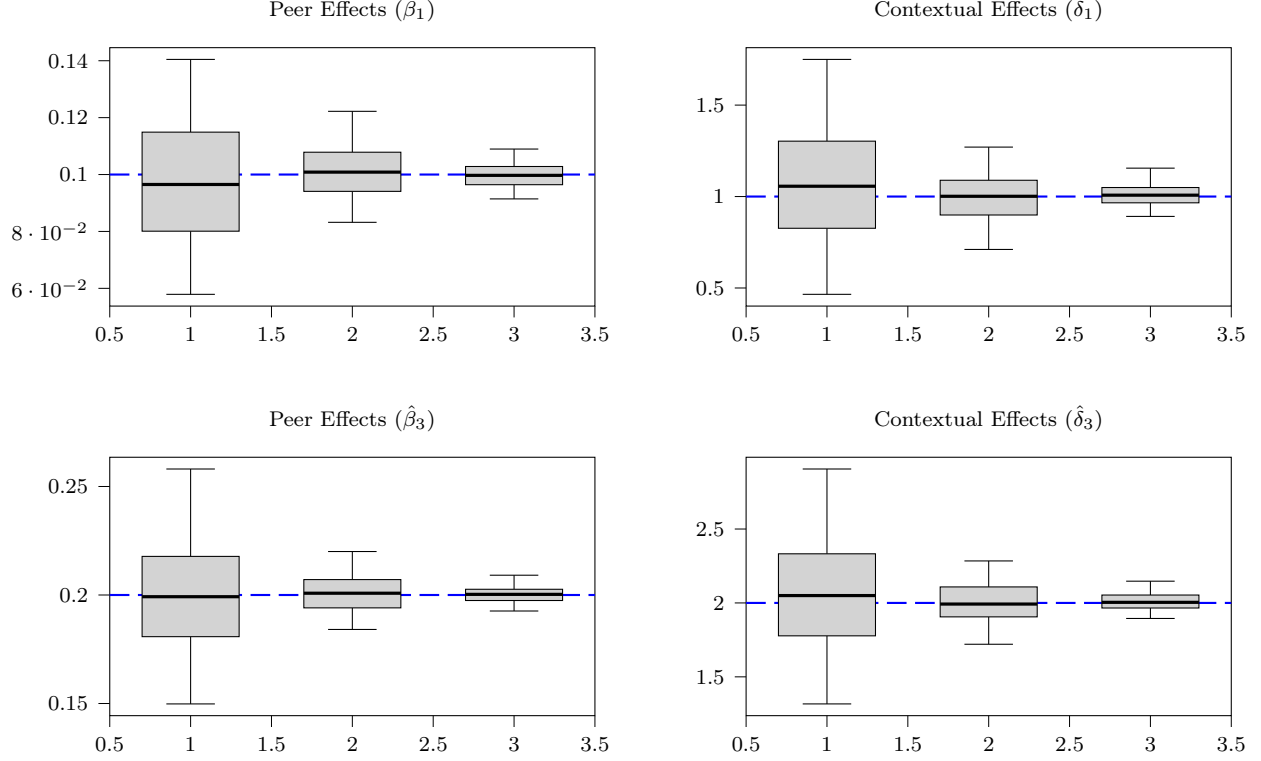 Peer Effects (β₁)
0.14
0.12
0.1
8 · 10⁻²
6 · 10⁻²
0.5 1 1.5 2 2.5 3 3.5
Contextual Effects (δ₁)
1.5
1
0.5
0.5 1 1.5 2 2.5 3 3.5
Peer Effects (β̂₃)
0.25
0.2
0.15
0.5 1 1.5 2 2.5 3 3.5
Contextual Effects (δ̂₃)
2.5
2
1.5
0.5 1 1.5 2 2.5 3 3.5